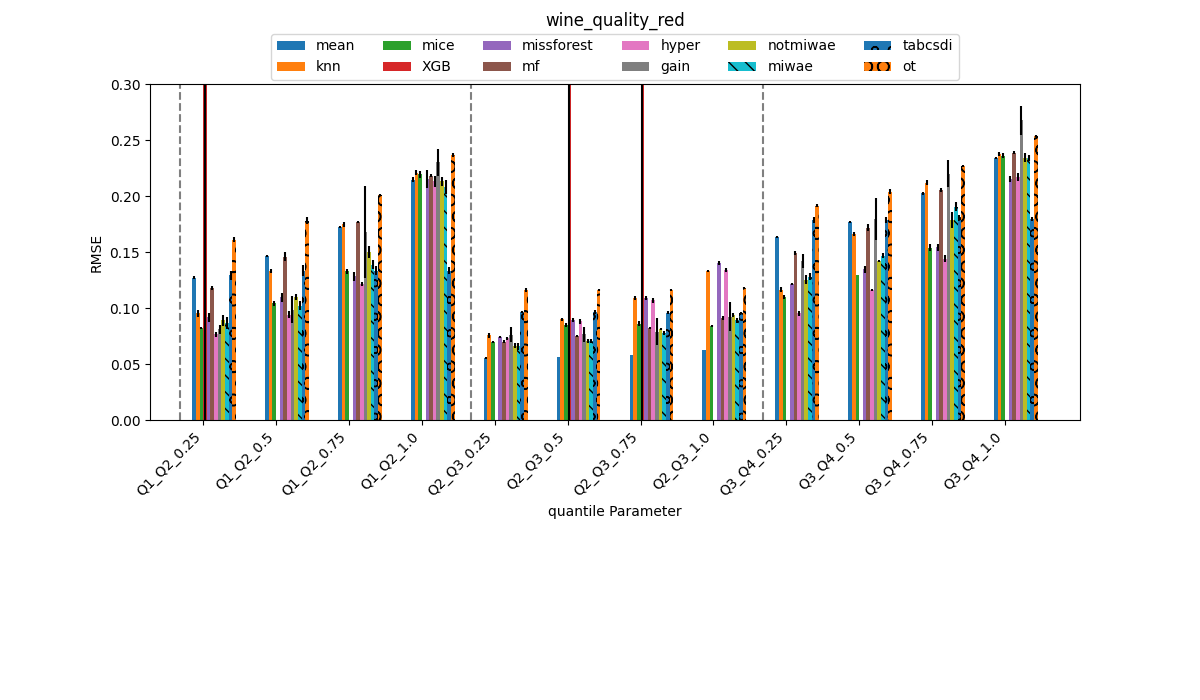 wine_quality_red
mean mice missforest hyper notmiwae tabcsdi
knn XGB mf gain miwae ot
0.30
0.25
0.20
0.15
0.10
0.05
0.00
RMSE
Q1_Q2_0.25
Q1_Q2_0.5
Q1_Q2_0.75
Q1_Q2_1.0
Q2_Q3_0.25
Q2_Q3_0.5
Q2_Q3_0.75
Q2_Q3_1.0
Q3_Q4_0.25
Q3_Q4_0.5
Q3_Q4_0.75
Q3_Q4_1.0
quantile Parameter